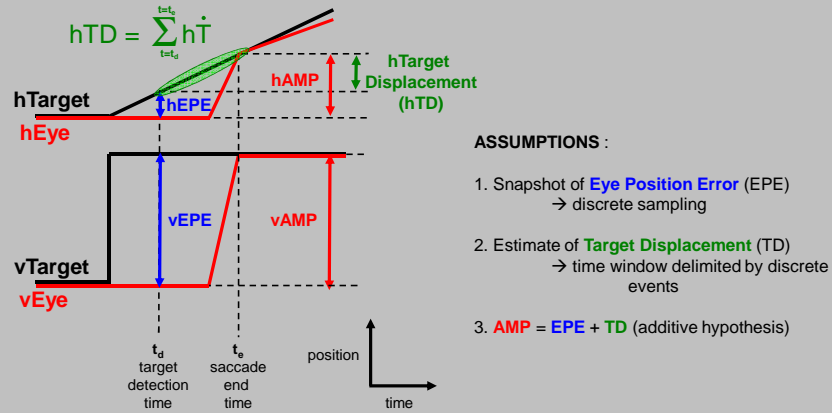 hTD = Σ hṪ
t=tₑ
t=t_d
hTarget
Displacement
(hTD)
hAMP
hEPE
hTarget
hEye
vEPE
vAMP
vTarget
vEye
t_d
target
detection
time
tₑ
saccade
end
time
position
time
ASSUMPTIONS :
1. Snapshot of Eye Position Error (EPE)
→ discrete sampling
2. Estimate of Target Displacement (TD)
→ time window delimited by discrete
events
3. AMP = EPE + TD (additive hypothesis)